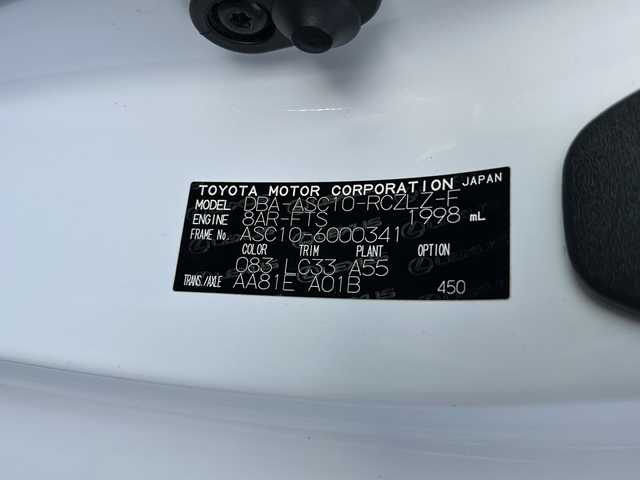 TOYOTA MOTOR CORPORATION JAPAN
MODEL DBA-ASC10-RCZLZ-F
ENGINE 8AR-FTS 1998 mL
FRAME No. ASC10-6000341
COLOR TRIM PLANT OPTION
083 LC33 A55
TRANS./AXLE AA81E A01B 450